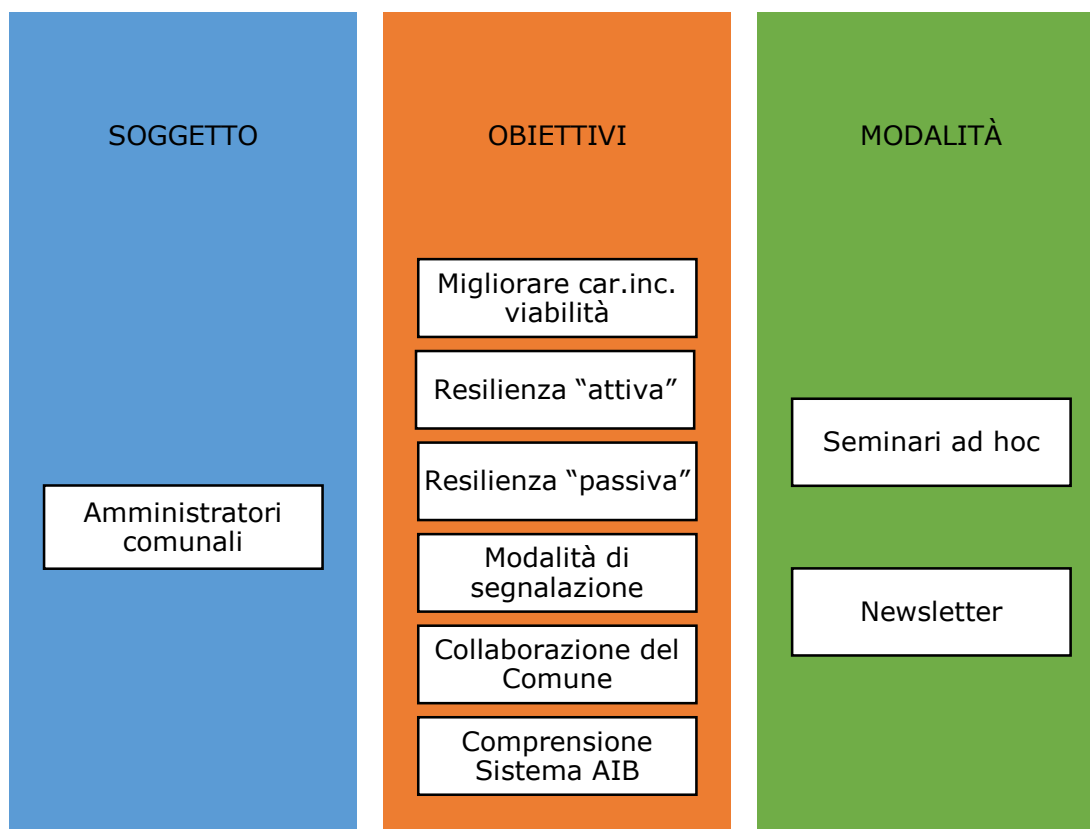 SOGGETTO
Amministratori
comunali
OBIETTIVI
Migliorare car.inc.
viabilità
Resilienza “attiva”
Resilienza “passiva”
Modalità di
segnalazione
Collaborazione del
Comune
Comprensione
Sistema AIB
MODALITÀ
Seminari ad hoc
Newsletter